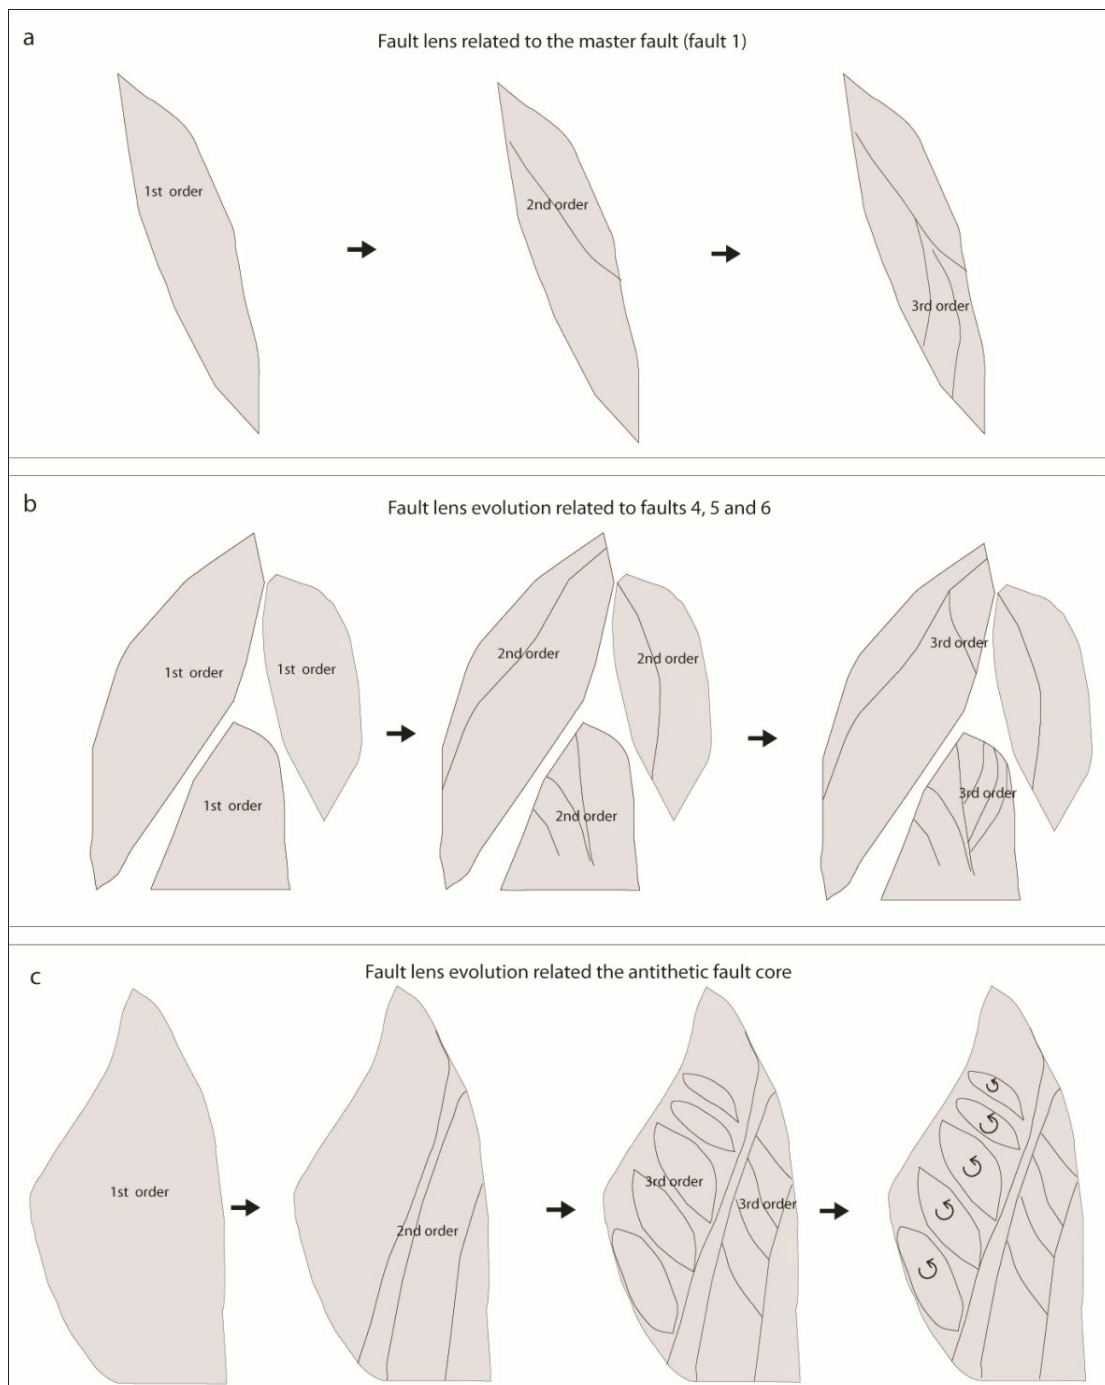 a
Fault lens related to the master fault (fault 1)
1st order
2nd order
3rd order
b
Fault lens evolution related to faults 4, 5 and 6
1st order
1st order
1st order
2nd order
2nd order
2nd order
3rd order
3rd order
c
Fault lens evolution related the antithetic fault core
1st order
2nd order
3rd order
3rd order